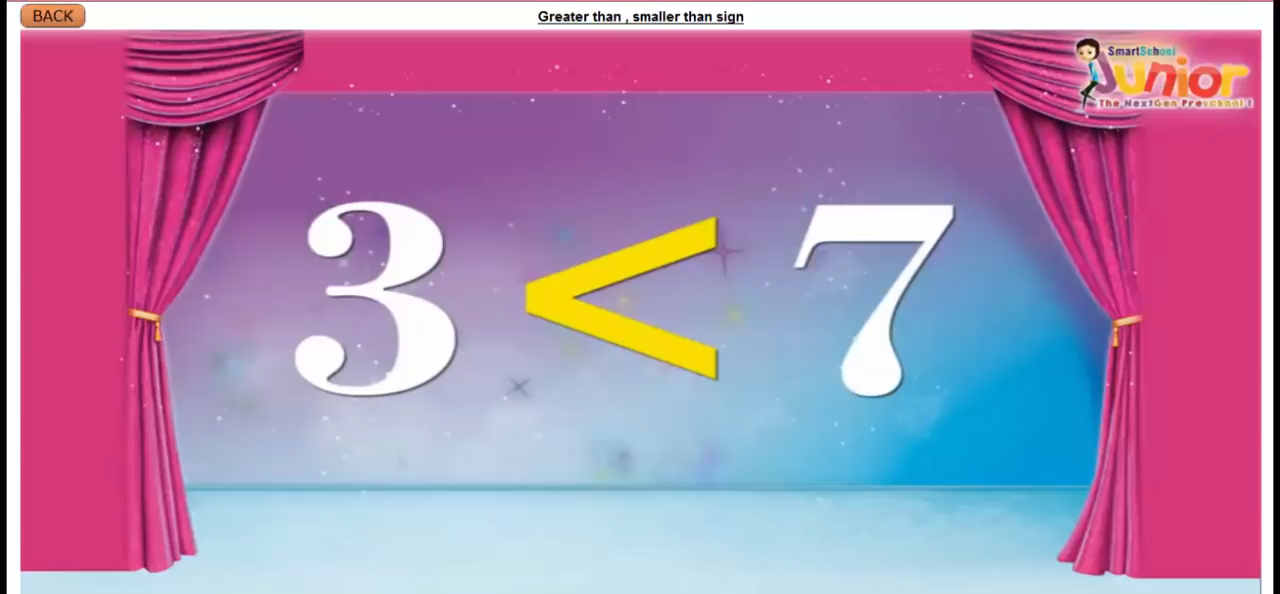 BACK
Greater than , smaller than sign
SmartSchool
Junior
The NextGen Preschool !
3 < 7